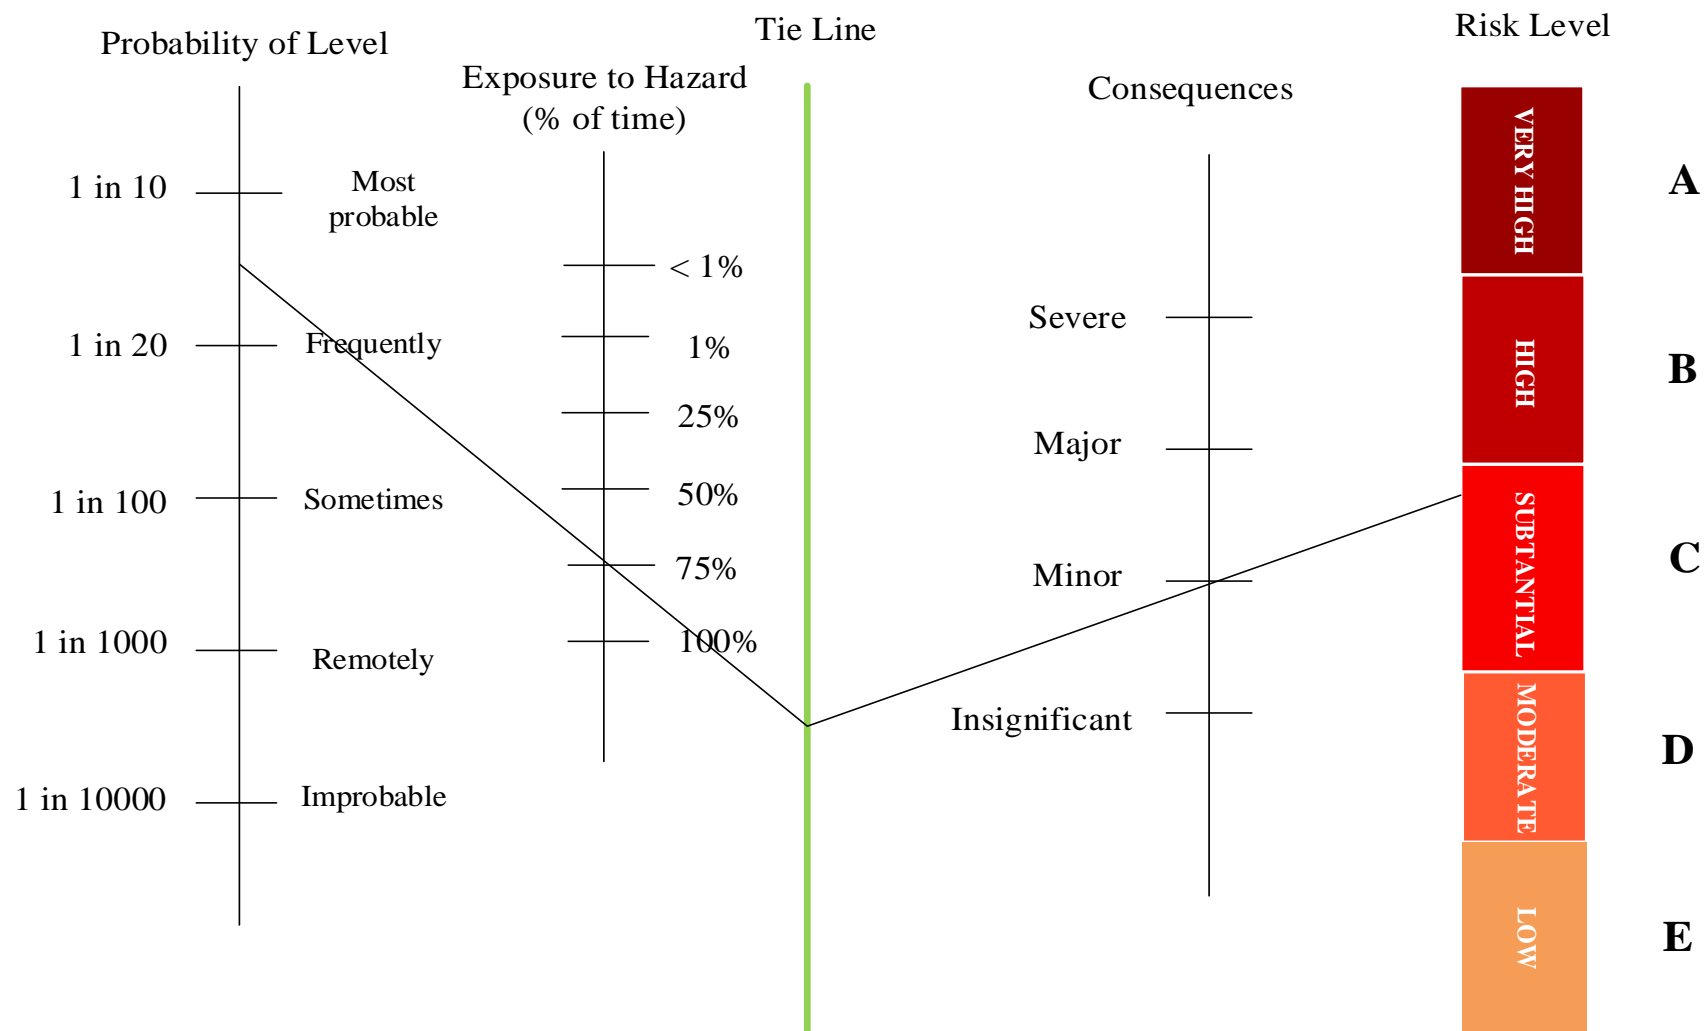 Probability of Level
Exposure to Hazard
(% of time)
Tie Line
Consequences
Risk Level
1 in 10
Most
probable
1 in 20
Frequently
1 in 100
Sometimes
1 in 1000
Remotely
1 in 10000
Improbable
< 1%
1%
25%
50%
75%
100%
Severe
Major
Minor
Insignificant
VERY HIGH
A
HIGH
B
SUBTANTIAL
C
MODERATE
D
LOW
E